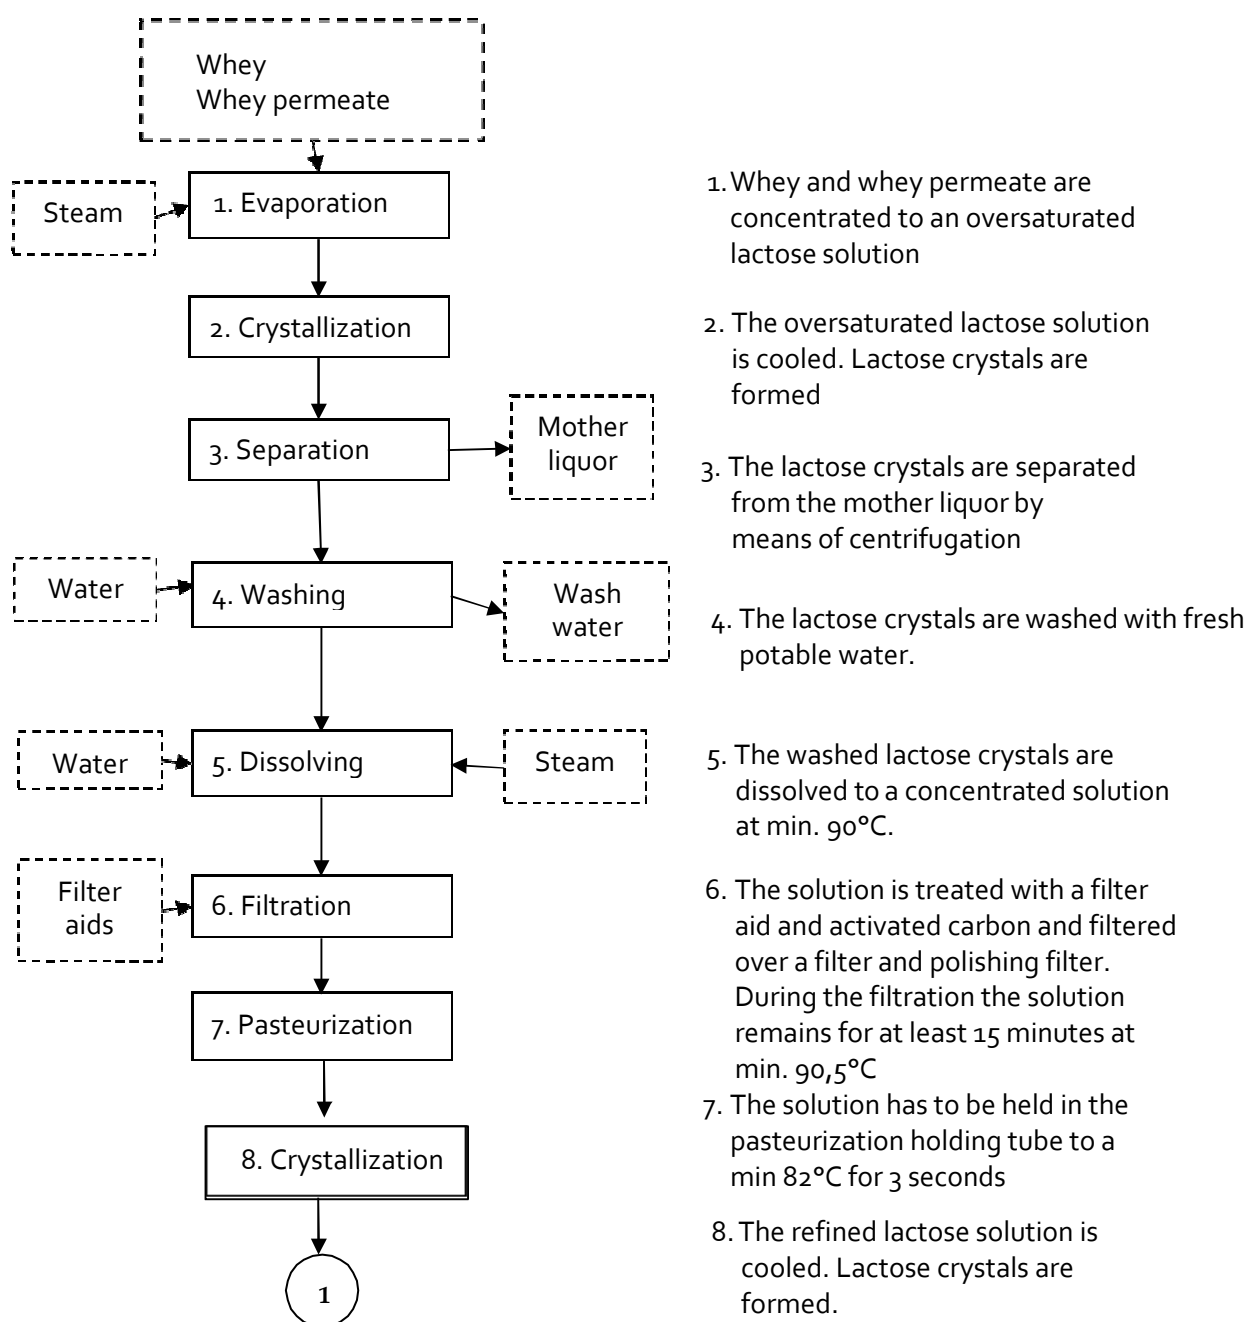 Whey
Whey permeate
Steam
1. Evaporation
2. Crystallization
3. Separation
Mother
liquor
Water
4. Washing
Wash
water
Water
5. Dissolving
Steam
Filter
aids
6. Filtration
7. Pasteurization
8. Crystallization
1
1. Whey and whey permeate are
concentrated to an oversaturated
lactose solution
2. The oversaturated lactose solution
is cooled. Lactose crystals are
formed
3. The lactose crystals are separated
from the mother liquor by
means of centrifugation
4. The lactose crystals are washed with fresh
potable water.
5. The washed lactose crystals are
dissolved to a concentrated solution
at min. 90°C.
6. The solution is treated with a filter
aid and activated carbon and filtered
over a filter and polishing filter.
During the filtration the solution
remains for at least 15 minutes at
min. 90,5°C
7. The solution has to be held in the
pasteurization holding tube to a
min 82°C for 3 seconds
8. The refined lactose solution is
cooled. Lactose crystals are
formed.